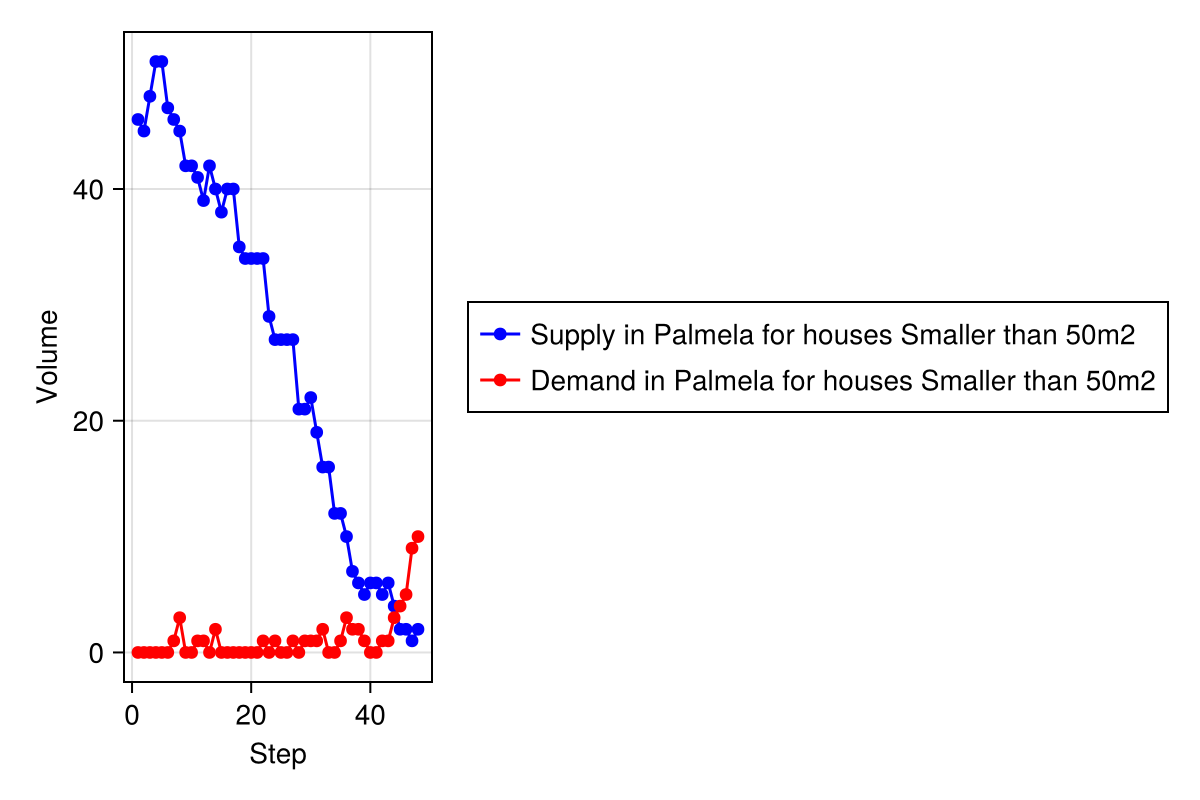 Volume
40
20
0
0 20 40
Step
Supply in Palmela for houses Smaller than 50m2
Demand in Palmela for houses Smaller than 50m2